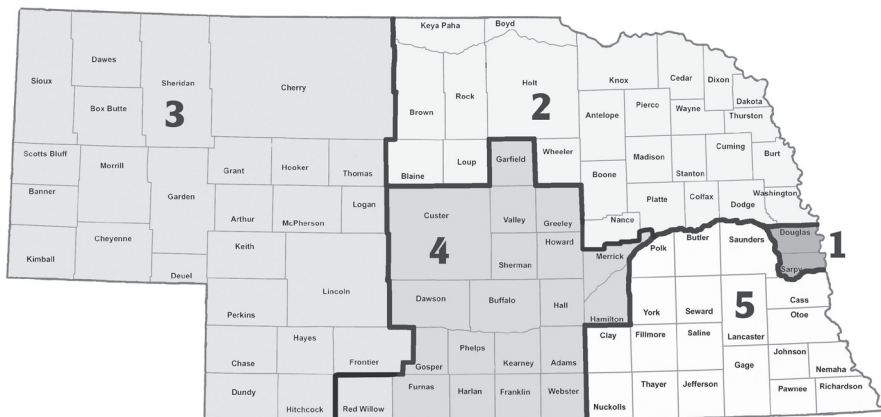 Keya Paha
Boyd
Dawes
Sheridan
Cherry
Sioux
Holt
Knox
Cedar
Dixon
Dakota
Brown
Rock
2
Antelope
Pierce
Wayne
Thurston
Box Butte
3
Scotts Bluff
Morrill
Grant
Hooker
Thomas
Blaine
Loup
Garfield
Wheeler
Boone
Madison
Stanton
Cuming
Burt
Banner
Garden
Arthur
McPherson
Logan
Custer
Valley
Greeley
Nance
Platte
Colfax
Dodge
Washington
Kimball
Cheyenne
Deuel
Keith
4
Sherman
Howard
Merrick
Polk
Butler
Saunders
Douglas
Sarpy
1
Perkins
Lincoln
Dawson
Buffalo
Hall
Hamilton
York
Seward
5
Lancaster
Cass
Otoe
Chase
Hayes
Frontier
Gosper
Phelps
Kearney
Adams
Clay
Fillmore
Saline
Gage
Johnson
Nemaha
Dundy
Hitchcock
Red Willow
Furnas
Harlan
Franklin
Webster
Nuckolls
Thayer
Jefferson
Pawnee
Richardson